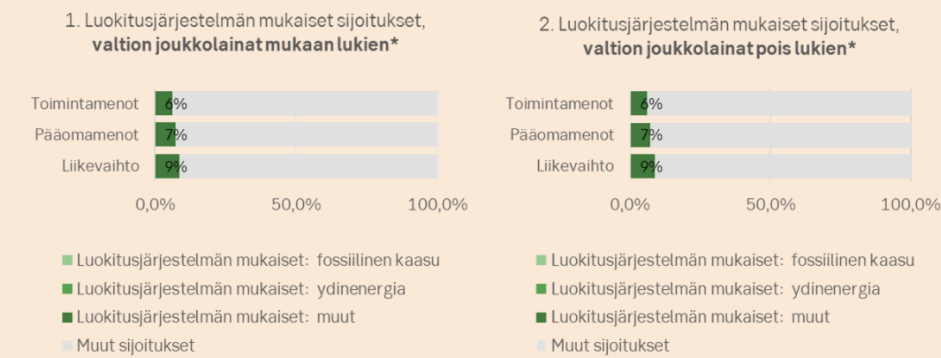 1. Luokitusjärjestelmän mukaiset sijoitukset,
valtion joukkolainat mukaan lukien*
Toimintamenot 6%
Pääomamenot 7%
Liikevaihto 9%
0,0% 50,0% 100,0%
Luokitusjärjestelmän mukaiset: fossiilinen kaasu
Luokitusjärjestelmän mukaiset: ydinenergia
Luokitusjärjestelmän mukaiset: muut
Muut sijoitukset
2. Luokitusjärjestelmän mukaiset sijoitukset,
valtion joukkolainat pois lukien*
Toimintamenot 6%
Pääomamenot 7%
Liikevaihto 9%
0,0% 50,0% 100,0%
Luokitusjärjestelmän mukaiset: fossiilinen kaasu
Luokitusjärjestelmän mukaiset: ydinenergia
Luokitusjärjestelmän mukaiset: muut
Muut sijoitukset